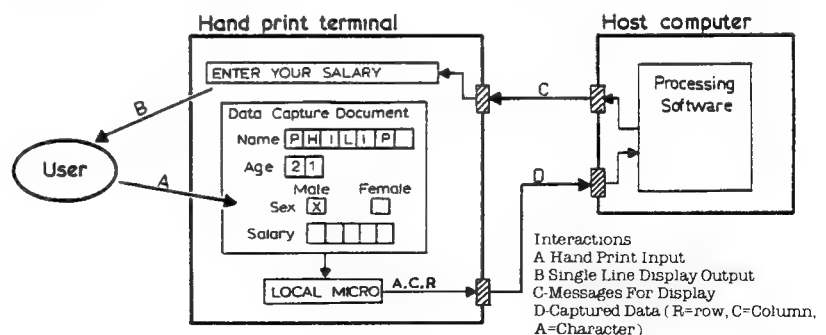 Hand print terminal
Host computer
ENTER YOUR SALARY
C
Processing
Software
B
Data Capture Document
Name PHILIP
Age 21
User
A
D
Male Female
Sex X
Salary
LOCAL MICRO
A.C.R
Interactions
A Hand Print Input
B Single Line Display Output
C-Messages For Display
D-Captured Data (R=row, C=Column,
A=Character)